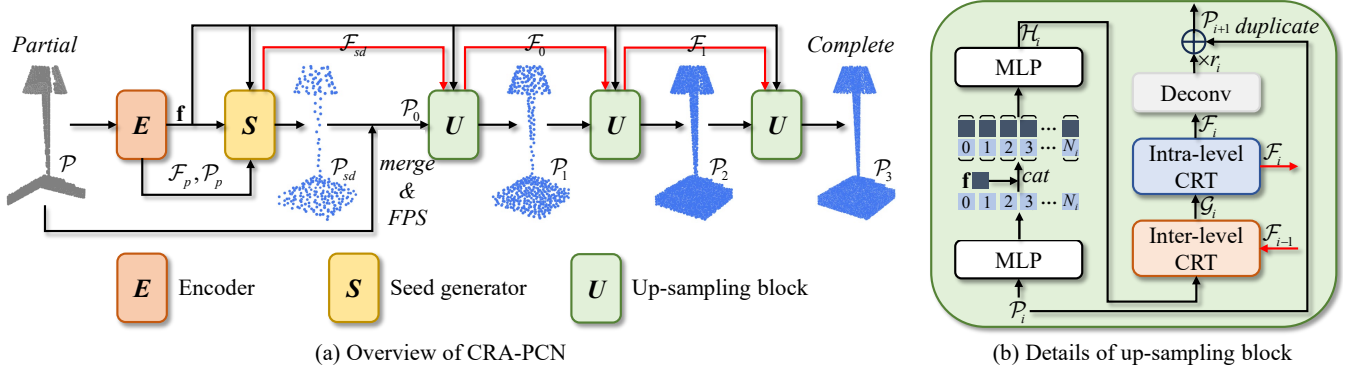 Partial
𝒫
E
f
ℱ_p, 𝒫_p
S
ℱ_sd
𝒫_sd
merge
&
FPS
𝒫_0
U
ℱ_0
𝒫_1
U
ℱ_1
𝒫_2
U
Complete
𝒫_3
E Encoder
S Seed generator
U Up-sampling block
(a) Overview of CRA-PCN
ℋ_i
MLP
0 1 2 3 ··· N_i
f cat
0 1 2 3 ··· N_i
MLP
𝒫_i
𝒫_{i+1} duplicate
×r_i
Deconv
ℱ_i
Intra-level
CRT
ℱ_i
𝒢_i
Inter-level
CRT
ℱ_{i−1}
(b) Details of up-sampling block